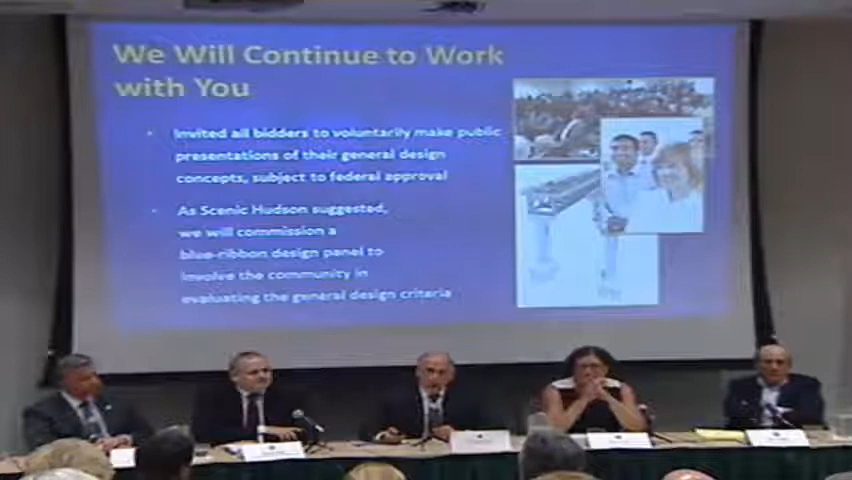 We Will Continue to Work
with You
Invited all bidders to voluntarily make public
presentations of their general design
concepts, subject to federal approval
As Scenic Hudson suggested,
we will commission a
blue-ribbon design panel to
involve the community in
evaluating the general design criteria